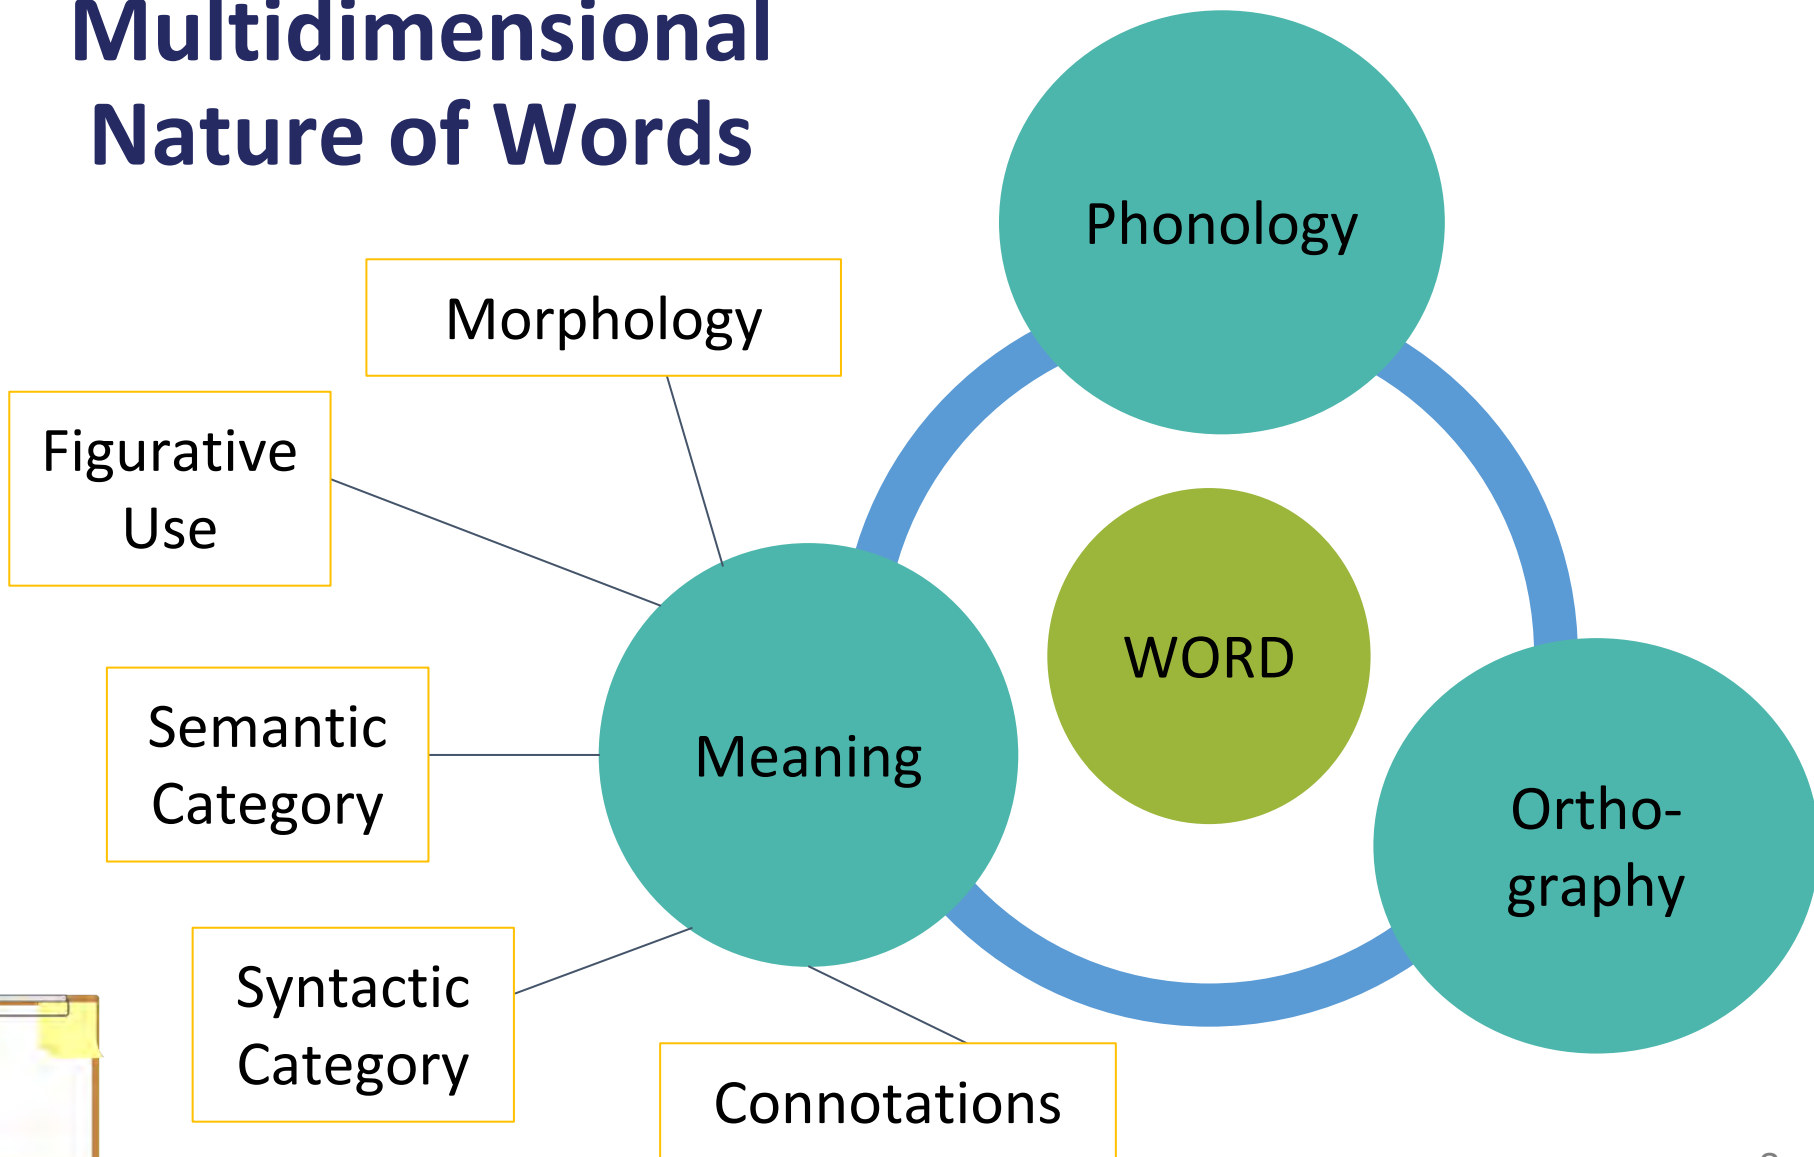 Multidimensional
Nature of Words
Phonology
Morphology
Figurative
Use
WORD
Semantic
Category
Meaning
Ortho-
graphy
Syntactic
Category
Connotations